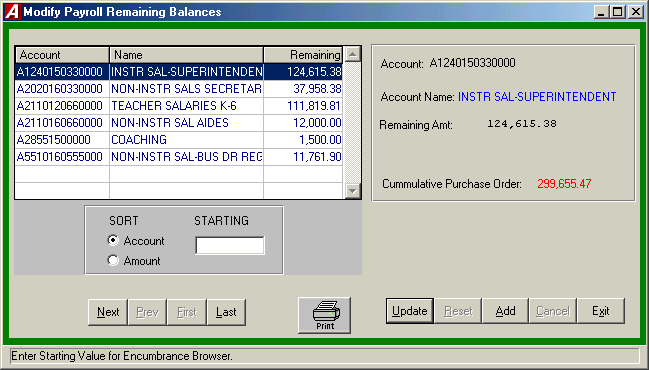 A Modify Payroll Remaining Balances
Account Name Remaining
A1240150330000 INSTR SAL-SUPERINTENDEN 124,615.38
A2020160330000 NON-INSTR SALS SECRETAR 37,958.38
A2110120660000 TEACHER SALARIES K-6 111,819.81
A2110160660000 NON-INSTR SAL AIDES 12,000.00
A28551500000 COACHING 1,500.00
A5510160555000 NON-INSTR SAL-BUS DR REG 11,761.90
SORT STARTING
Account
Amount
Account: A1240150330000
Account Name: INSTR SAL-SUPERINTENDENT
Remaining Amt: 124,615.38
Cummulative Purchase Order: 299,655.47
Next Prev First Last Print Update Reset Add Cancel Exit
Enter Starting Value for Encumbrance Browser.